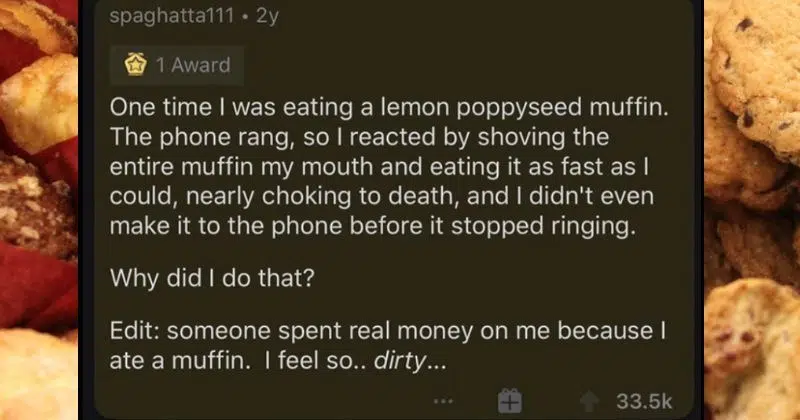 spaghatta111 • 2y
1 Award
One time I was eating a lemon poppyseed muffin.
The phone rang, so I reacted by shoving the
entire muffin my mouth and eating it as fast as I
could, nearly choking to death, and I didn't even
make it to the phone before it stopped ringing.
Why did I do that?
Edit: someone spent real money on me because I
ate a muffin.  I feel so.. dirty...
33.5k